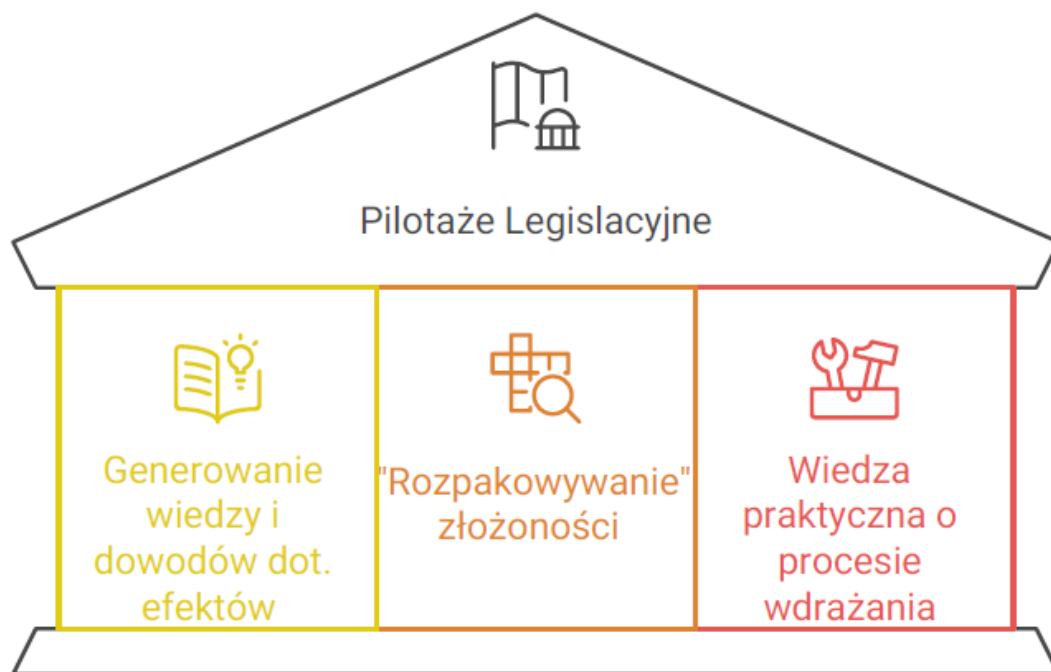 Pilotaże Legislacyjne
Generowanie
wiedzy i
dowodów dot.
efektów
"Rozpakowywanie"
złożoności
Wiedza
praktyczna o
procesie
wdrażania